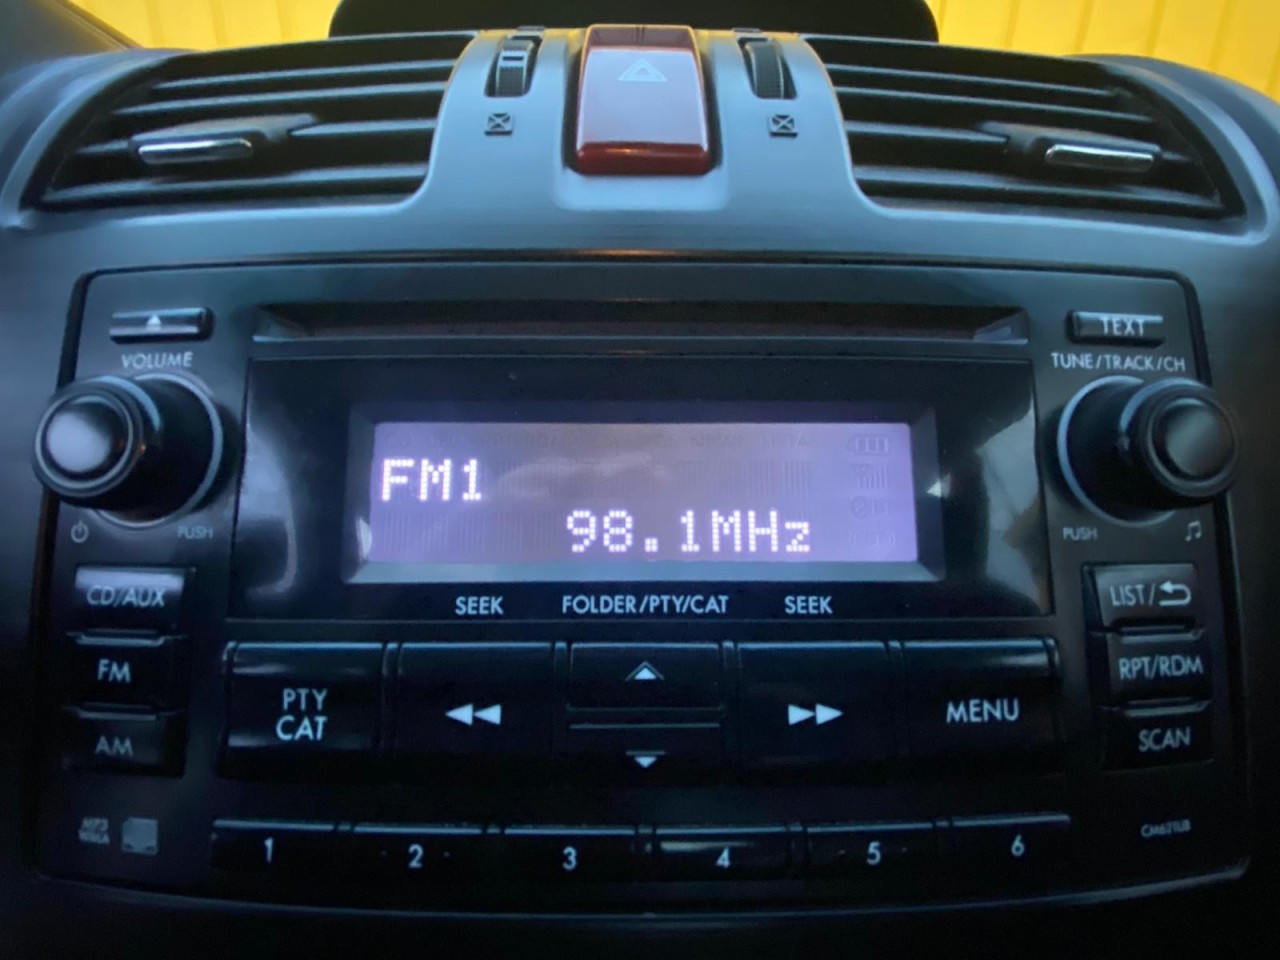 TEXT
VOLUME
TUNE/TRACK/CH
FM1
98.1MHz
PUSH
PUSH
CD/AUX
SEEK
FOLDER/PTY/CAT
SEEK
LIST/
FM
PTY
CAT
MENU
RPT/RDM
AM
SCAN
MP3
1
2
3
4
5
6